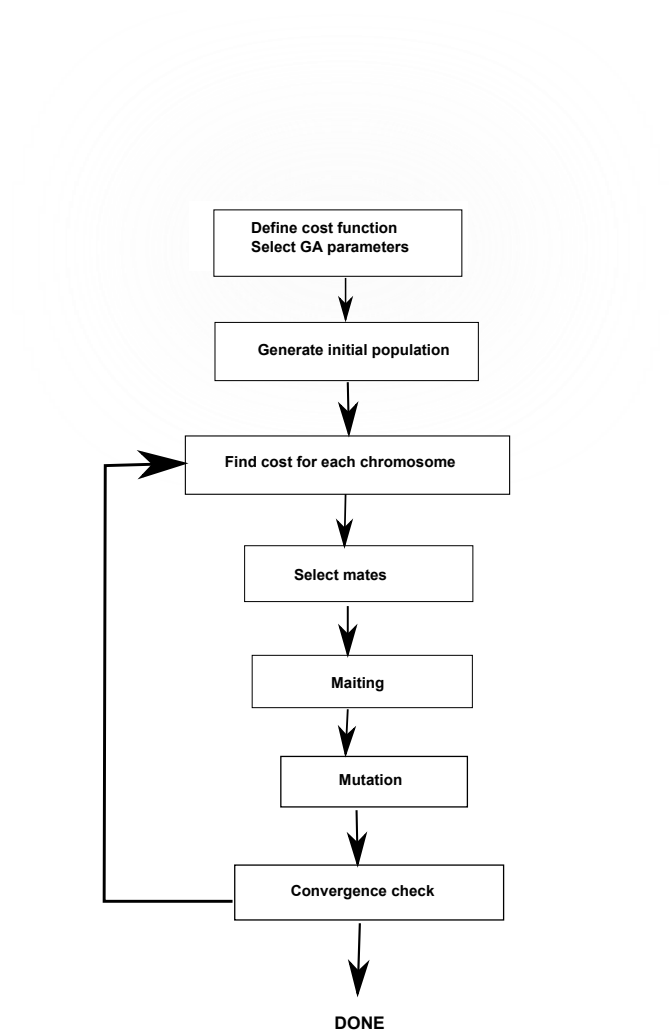 Define cost function
Select GA parameters
Generate initial population
Find cost for each chromosome
Select mates
Maiting
Mutation
Convergence check
DONE